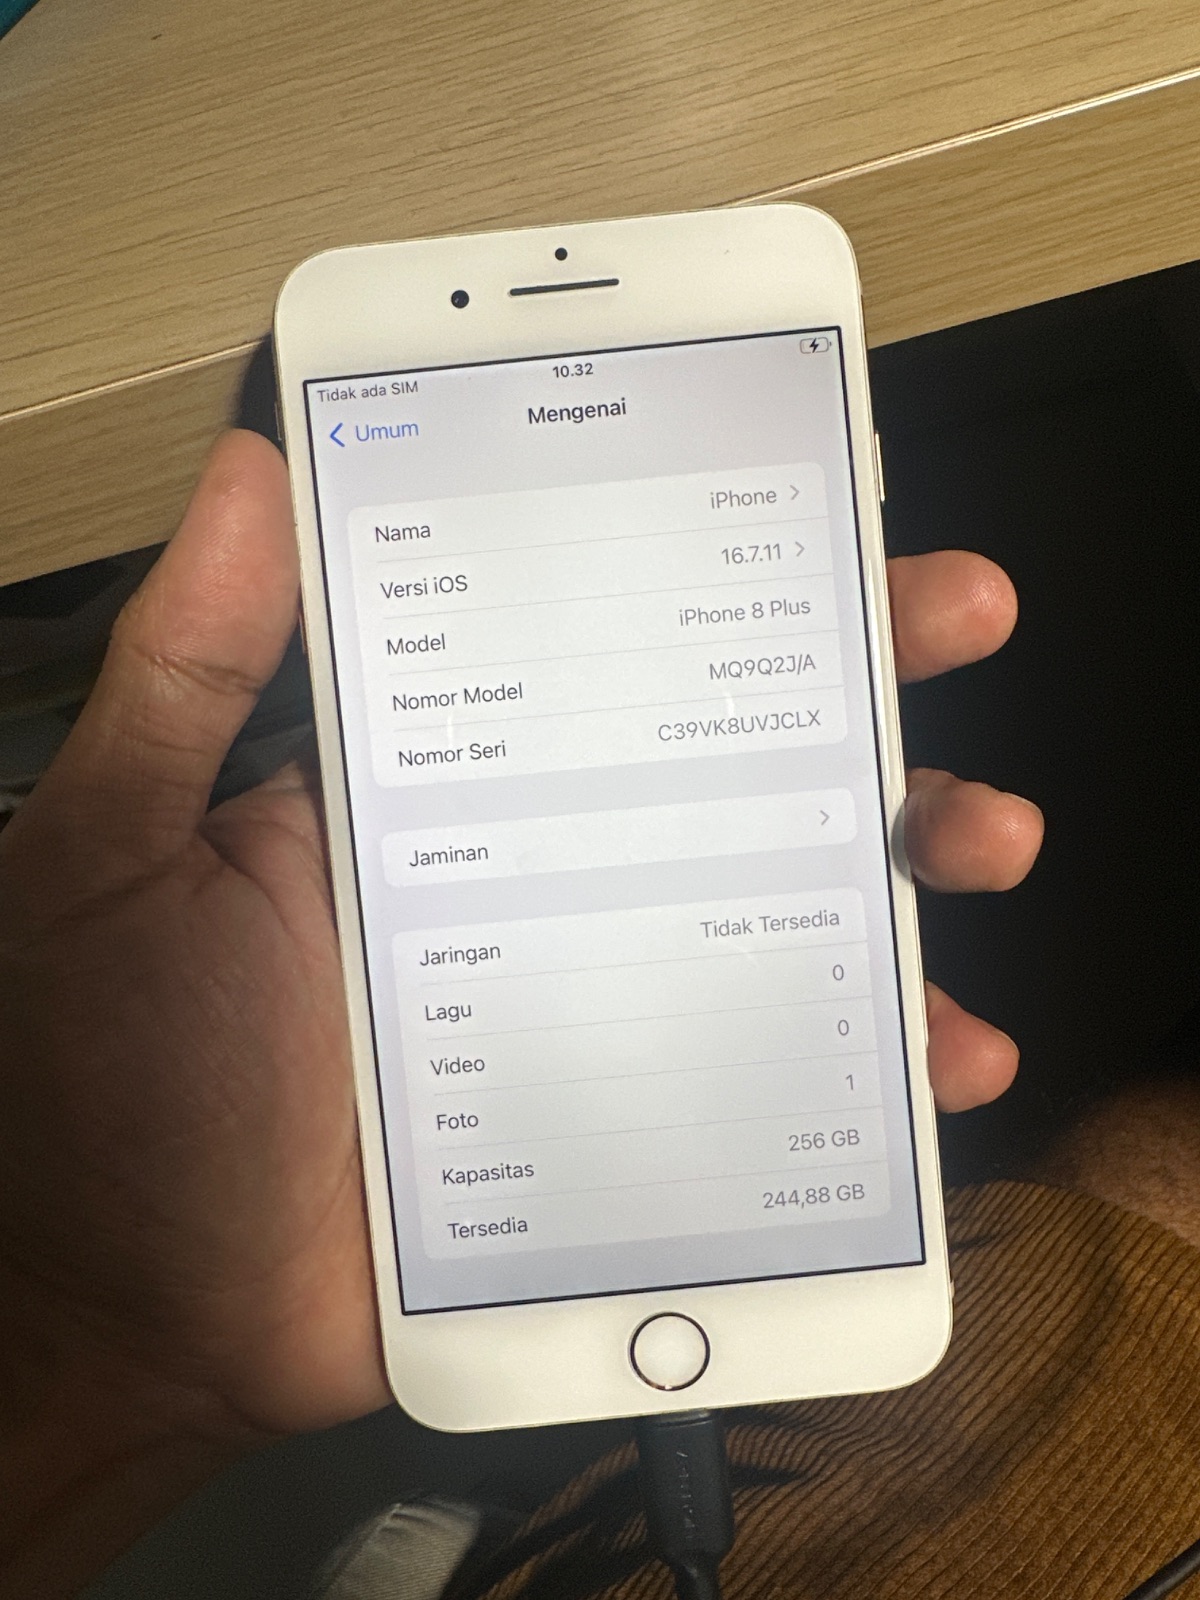 Tidak ada SIM
10.32
Umum
Mengenai
Nama iPhone
Versi iOS 16.7.11
Model iPhone 8 Plus
Nomor Model MQ9Q2J/A
Nomor Seri C39VK8UVJCLX
Jaminan
Jaringan Tidak Tersedia
Lagu 0
Video 0
Foto 1
Kapasitas 256 GB
Tersedia 244,88 GB